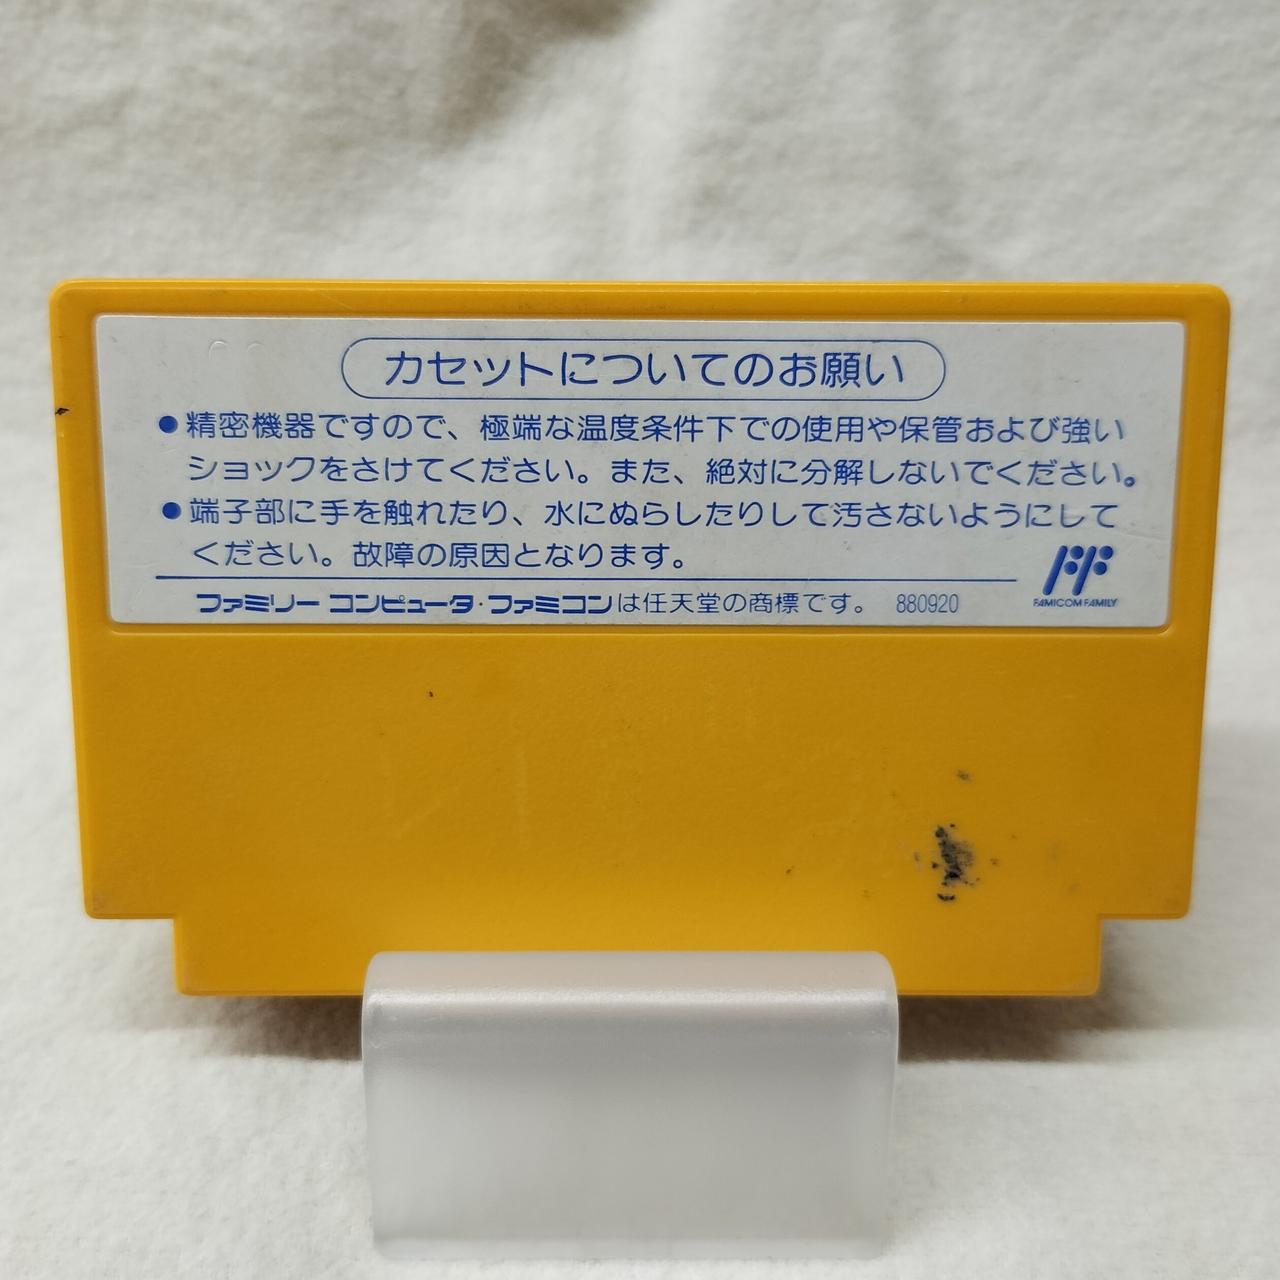 カセットについてのお願い
●精密機器ですので、極端な温度条件下での使用や保管および強い
ショックをさけてください。また、絶対に分解しないでください。
●端子部に手を触れたり、水にぬらしたりして汚さないようにして
ください。故障の原因となります。
ファミリー コンピュータ・ファミコンは任天堂の商標です。 880920
FF
FAMICOM FAMILY